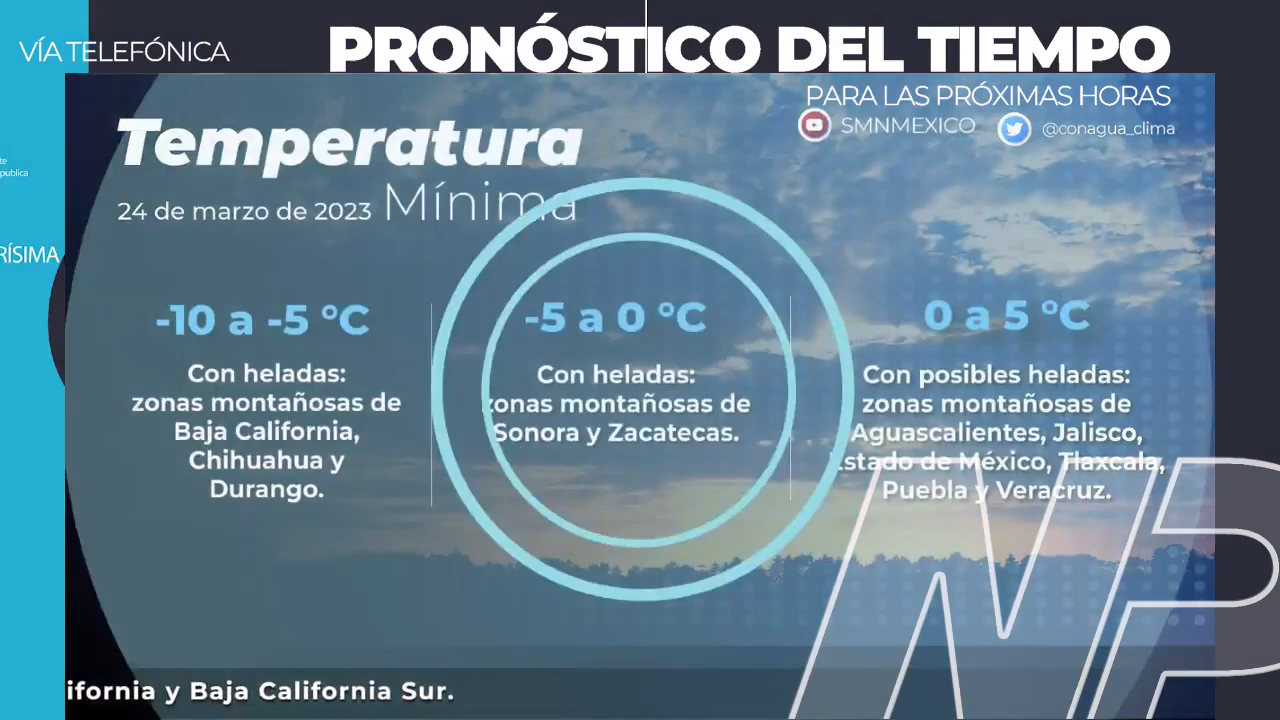 VÍA TELEFÓNICA
PRONÓSTICO DEL TIEMPO
PARA LAS PRÓXIMAS HORAS
SMNMEXICO @conagua_clima
Temperatura
24 de marzo de 2023 Mínima
te
publica
RÍSIMA
-10 a -5 °C
Con heladas:
zonas montañosas de
Baja California,
Chihuahua y
Durango.
-5 a 0 °C
Con heladas:
zonas montañosas de
Sonora y Zacatecas.
0 a 5 °C
Con posibles heladas:
zonas montañosas de
Aguascalientes, Jalisco,
Estado de México, Tlaxcala,
Puebla y Veracruz.
ifornia y Baja California Sur.
NP